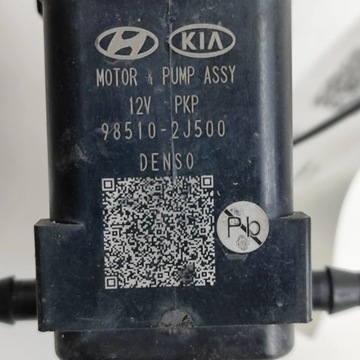 KIA
MOTOR & PUMP ASSY
12V PKP
98510-2J500
DENSO
Pb